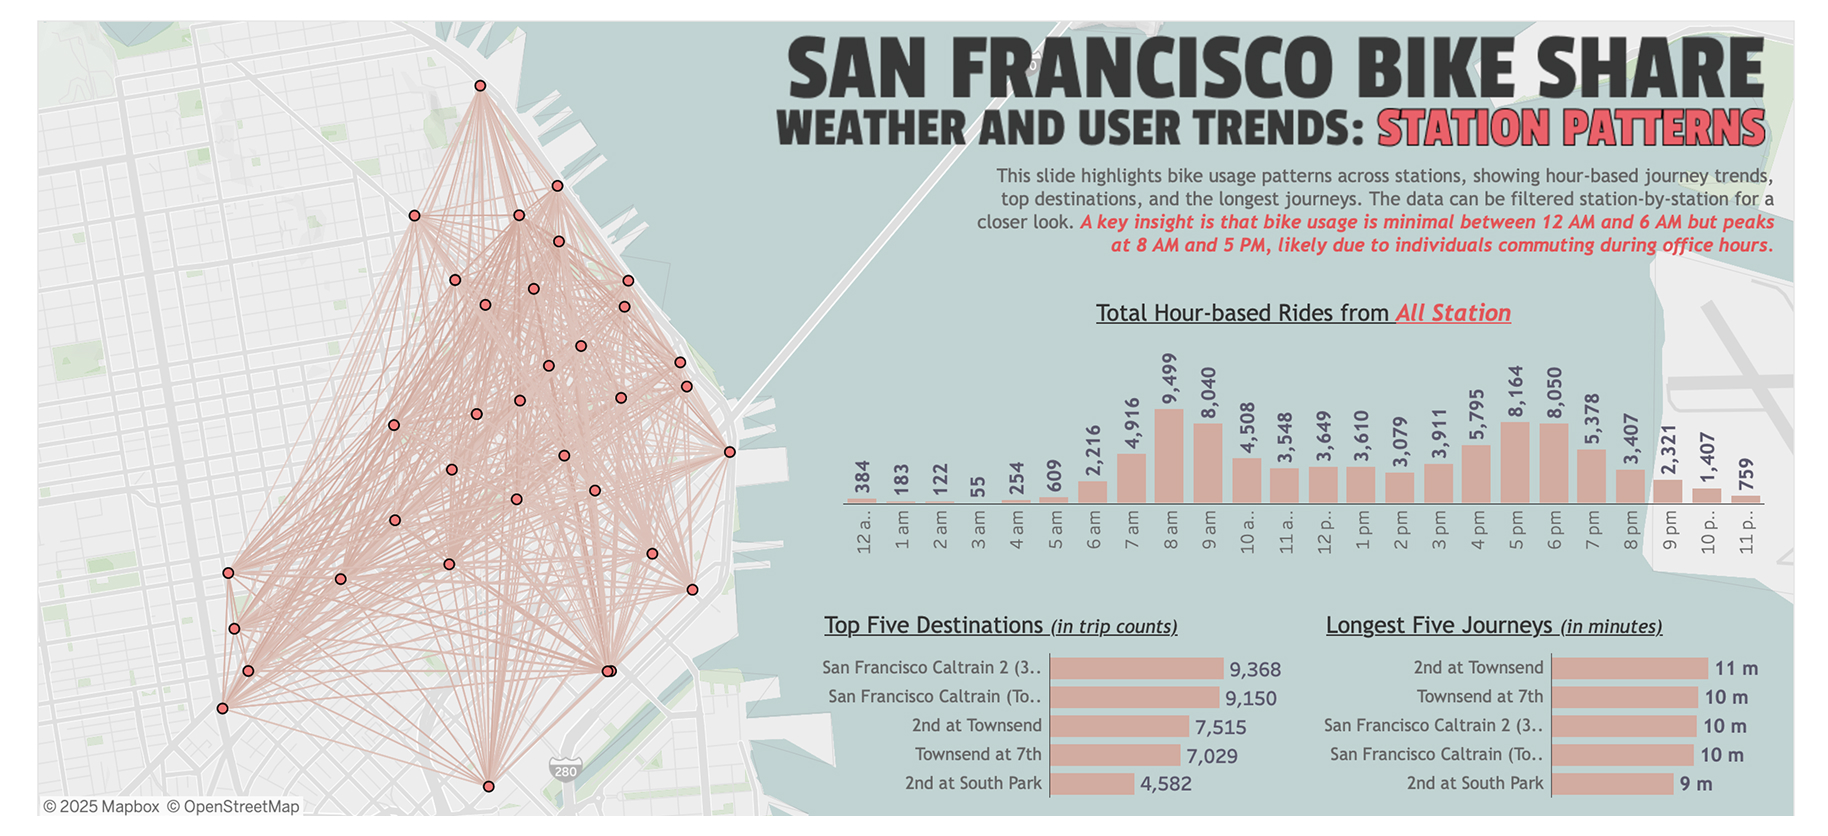 SAN FRANCISCO BIKE SHARE
WEATHER AND USER TRENDS: STATION PATTERNS
This slide highlights bike usage patterns across stations, showing hour-based journey trends,
top destinations, and the longest journeys. The data can be filtered station-by-station for a
closer look. A key insight is that bike usage is minimal between 12 AM and 6 AM but peaks
at 8 AM and 5 PM, likely due to individuals commuting during office hours.
Total Hour-based Rides from All Station
384 183 122 55 254 609 2,216 4,916 9,499 8,040 4,508 3,548 3,649 3,610 3,079 3,911 5,795 8,164 8,050 5,378 3,407 2,321 1,407 759
12 a.. 1 am 2 am 3 am 4 am 5 am 6 am 7 am 8 am 9 am 10 a.. 11 a.. 12 p.. 1 pm 2 pm 3 pm 4 pm 5 pm 6 pm 7 pm 8 pm 9 pm 10 p.. 11 p..
Top Five Destinations (in trip counts)
San Francisco Caltrain 2 (3.. 9,368
San Francisco Caltrain (To.. 9,150
2nd at Townsend 7,515
Townsend at 7th 7,029
2nd at South Park 4,582
Longest Five Journeys (in minutes)
2nd at Townsend 11 m
Townsend at 7th 10 m
San Francisco Caltrain 2 (3.. 10 m
San Francisco Caltrain (To.. 10 m
2nd at South Park 9 m
280
© 2025 Mapbox © OpenStreetMap